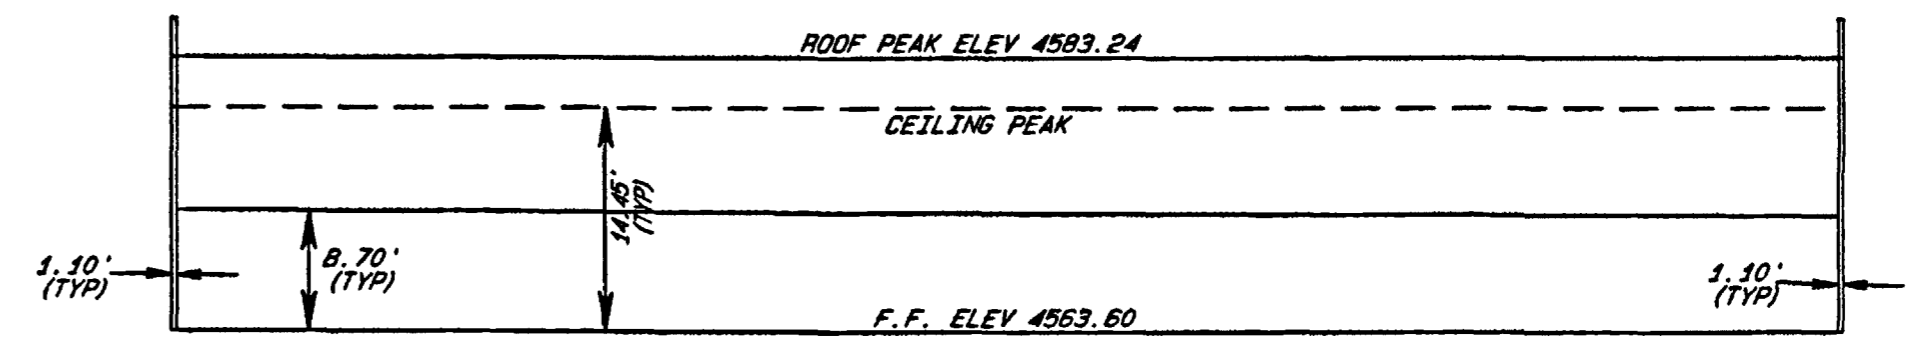 ROOF PEAK ELEV 4583.24
CEILING PEAK
14.45'
(TYP)
8.70'
(TYP)
1.10'
(TYP)
1.10'
(TYP)
F.F. ELEV 4563.60